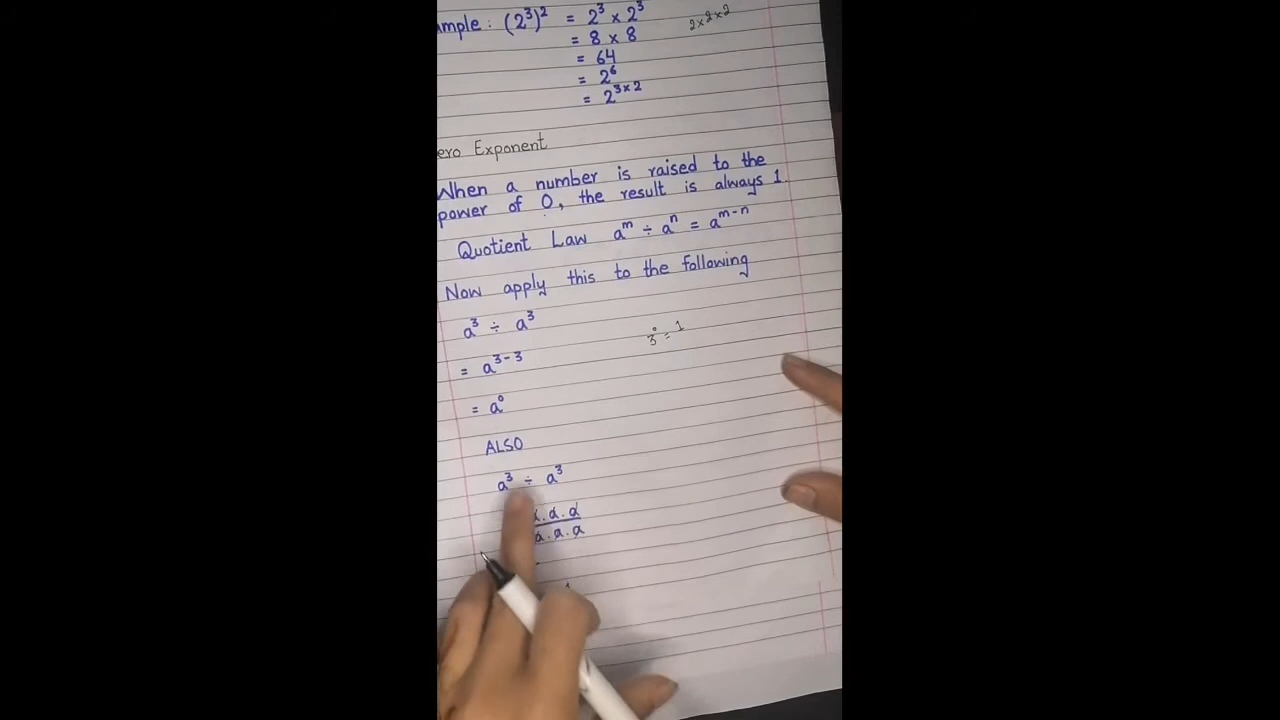 mple : (2³)² = 2³ × 2³
2×2×2
= 8 × 8
= 64
= 2⁶
= 2³ˣ²
ero Exponent
When a number is raised to the
power of 0, the result is always 1.
Quotient Law aᵐ ÷ aⁿ = aᵐ⁻ⁿ
Now apply this to the following
a³ ÷ a³
3⁰ = 1
= a³⁻³
= a⁰
ALSO
a³ ÷ a³
a.a.a
a.a.a